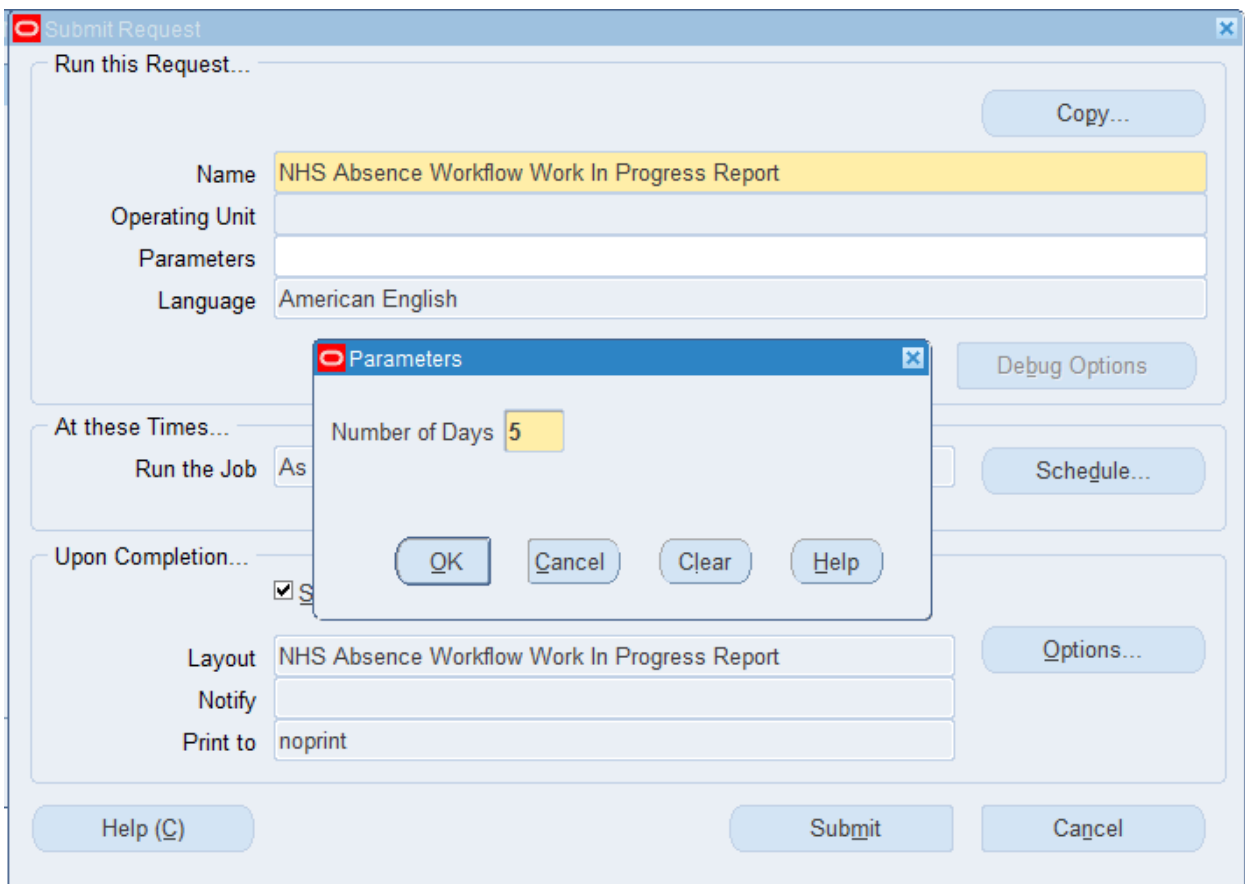 Submit Request
Run this Request...
Copy...
Name NHS Absence Workflow Work In Progress Report
Operating Unit
Parameters
Language American English
Parameters
Debug Options
Number of Days 5
At these Times...
Run the Job As
Schedule...
OK Cancel Clear Help
Upon Completion...
S
Layout NHS Absence Workflow Work In Progress Report
Options...
Notify
Print to noprint
Help (C) Submit Cancel